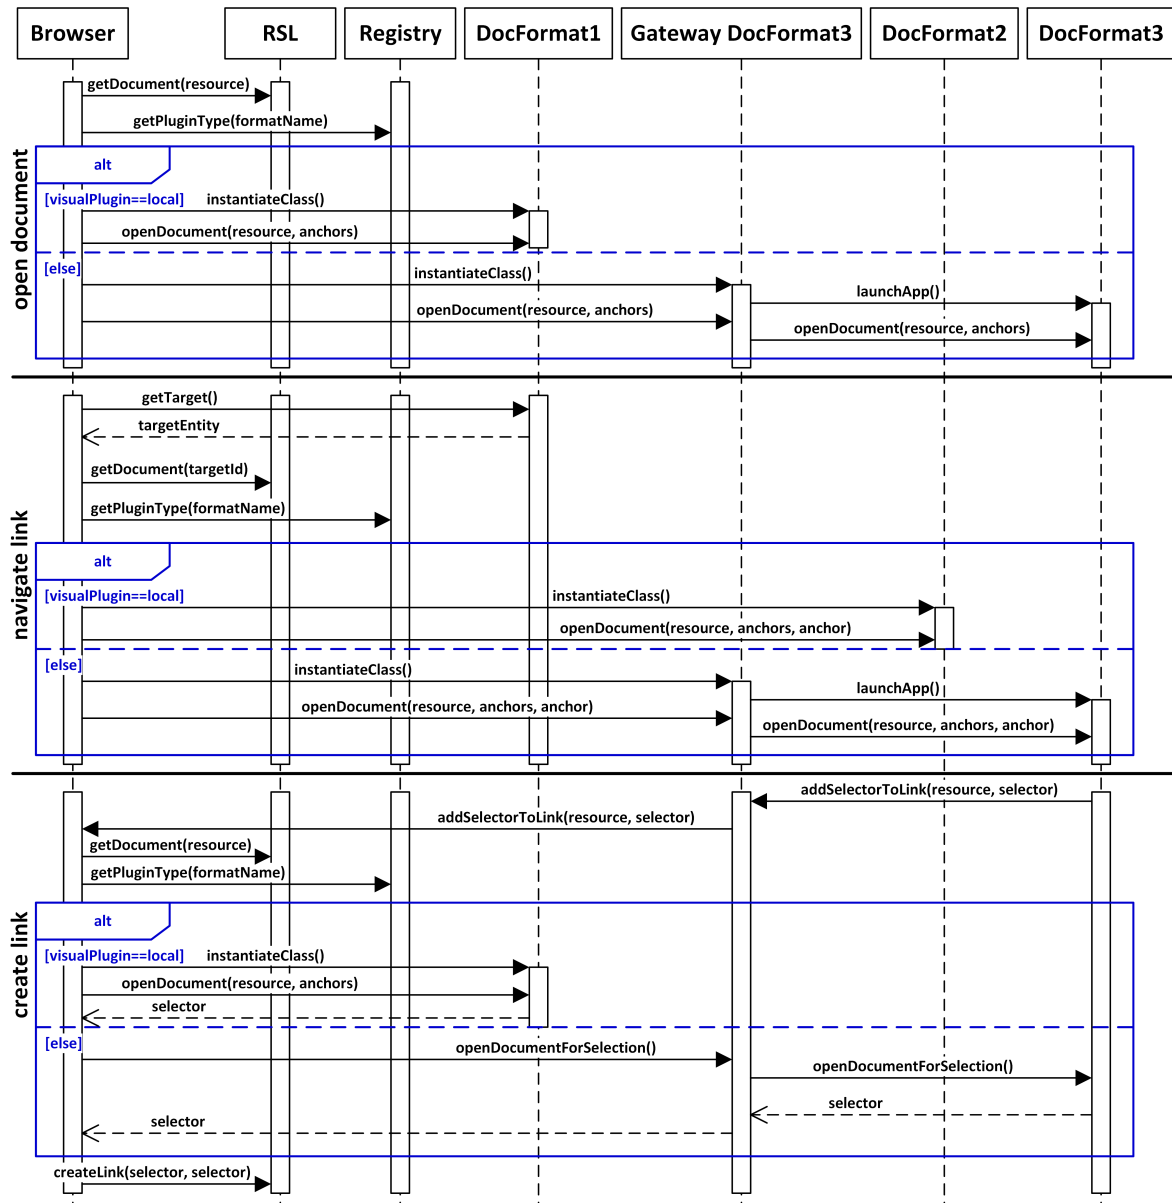 Browser
RSL
Registry
DocFormat1
Gateway DocFormat3
DocFormat2
DocFormat3
open document
getDocument(resource)
getPluginType(formatName)
alt
[visualPlugin==local]
instantiateClass()
openDocument(resource, anchors)
[else]
instantiateClass()
launchApp()
openDocument(resource, anchors)
openDocument(resource, anchors)
navigate link
getTarget()
targetEntity
getDocument(targetId)
getPluginType(formatName)
alt
[visualPlugin==local]
instantiateClass()
openDocument(resource, anchors, anchor)
[else]
instantiateClass()
launchApp()
openDocument(resource, anchors, anchor)
openDocument(resource, anchors, anchor)
create link
addSelectorToLink(resource, selector)
addSelectorToLink(resource, selector)
getDocument(resource)
getPluginType(formatName)
alt
[visualPlugin==local]
instantiateClass()
openDocument(resource, anchors)
selector
[else]
openDocumentForSelection()
openDocumentForSelection()
selector
selector
createLink(selector, selector)